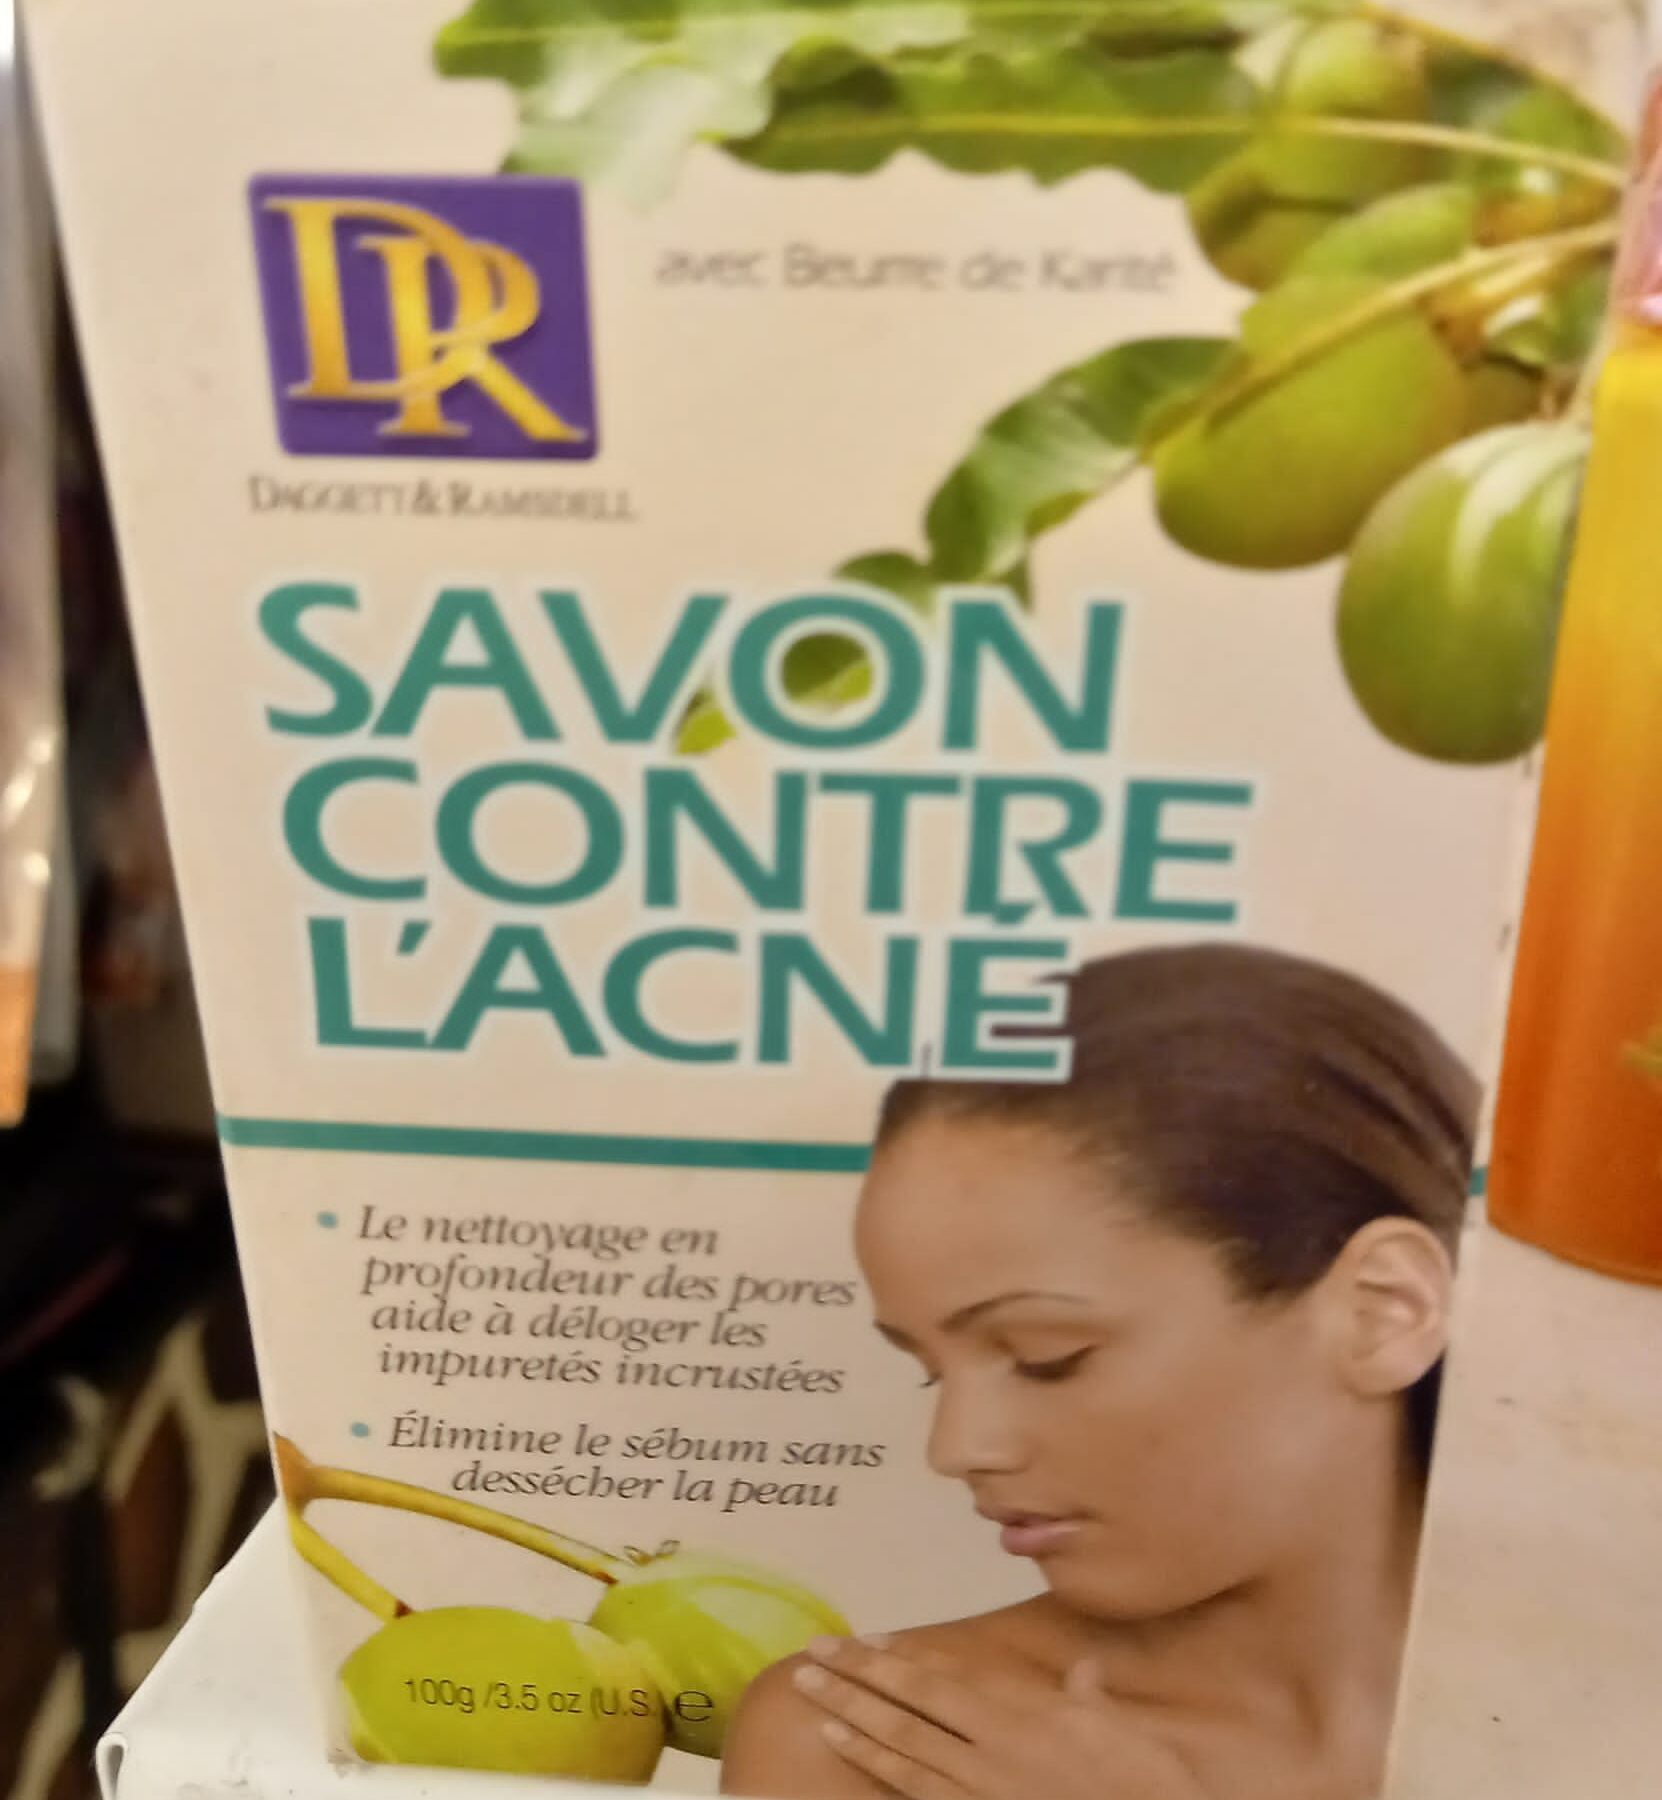 DR
avec Beurre de Karité
DAGGETT & RAMSDELL
SAVON
CONTRE
L'ACNÉ
• Le nettoyage en
profondeur des pores
aide à déloger les
impuretés incrustées
• Élimine le sébum sans
dessécher la peau
100g /3.5 oz (U.S.) e